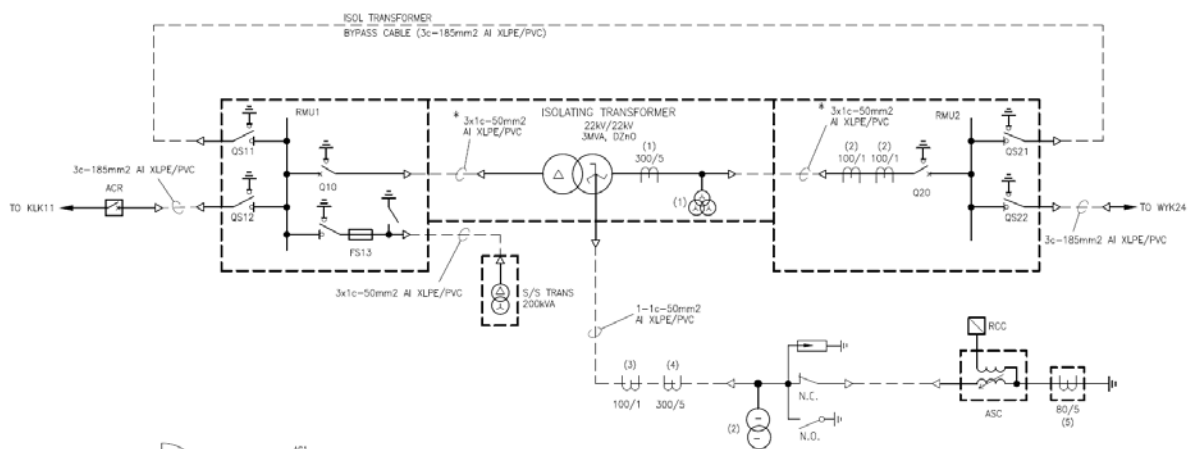 ISOL TRANSFORMER
BYPASS CABLE (3c-185mm2 Al XLPE/PVC)
RMU1
* 3x1c-50mm2
Al XLPE/PVC
ISOLATING TRANSFORMER
22kV/22kV
3MVA, DZn0
* 3x1c-50mm2
Al XLPE/PVC
RMU2
QS11
(1)
300/5
(2) (2)
100/1 100/1
QS21
3c-185mm2 Al XLPE/PVC
ACR
TO KLK11
QS12
Q10
(1)
Q20
QS22
TO WYK24
FS13
3c-185mm2 Al XLPE/PVC
3x1c-50mm2 Al XLPE/PVC
S/S TRANS
200kVA
1-1c-50mm2
Al XLPE/PVC
RCC
(3) (4)
100/1 300/5
(2)
N.C.
N.O.
ASC
80/5
(5)